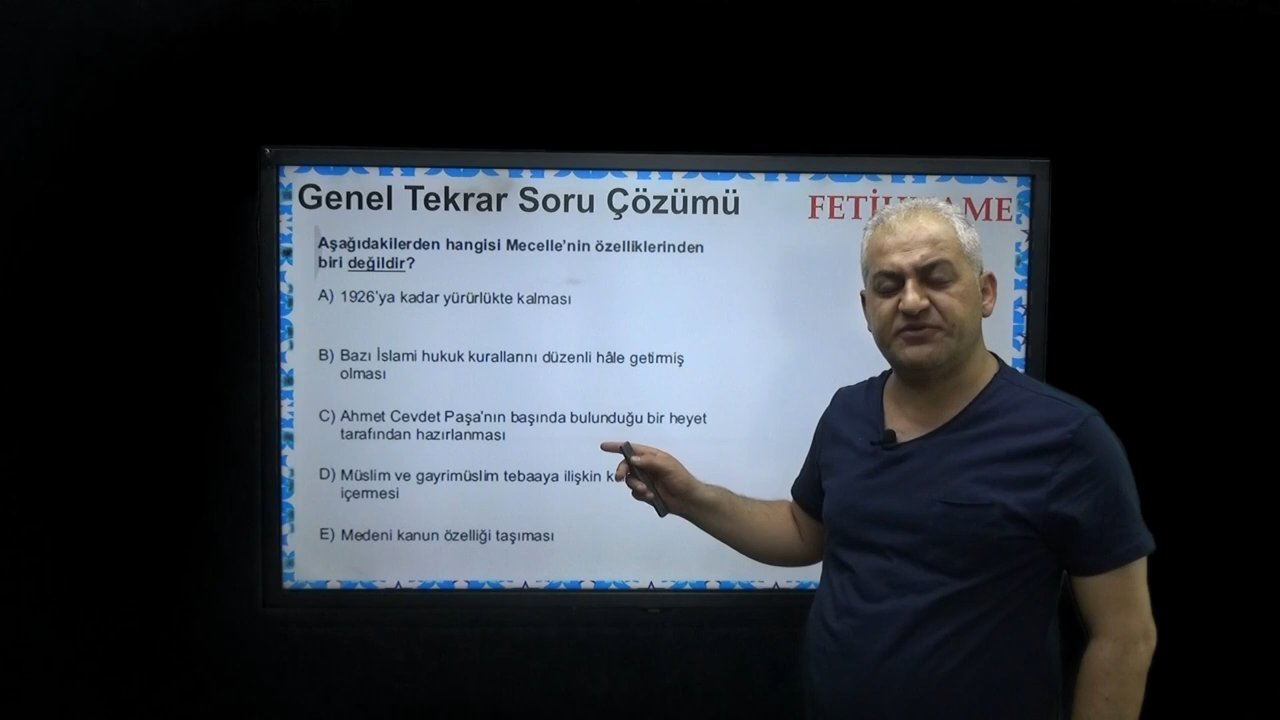 Genel Tekrar Soru Çözümü
Aşağıdakilerden hangisi Mecelle'nin özelliklerinden
biri değildir?
A) 1926'ya kadar yürürlükte kalması
B) Bazı İslami hukuk kurallarını düzenli hâle getirmiş
olması
C) Ahmet Cevdet Paşa'nın başında bulunduğu bir heyet
tarafından hazırlanması
D) Müslim ve gayrimüslim tebaaya ilişkin
içermesi
E) Medeni kanun özelliği taşıması